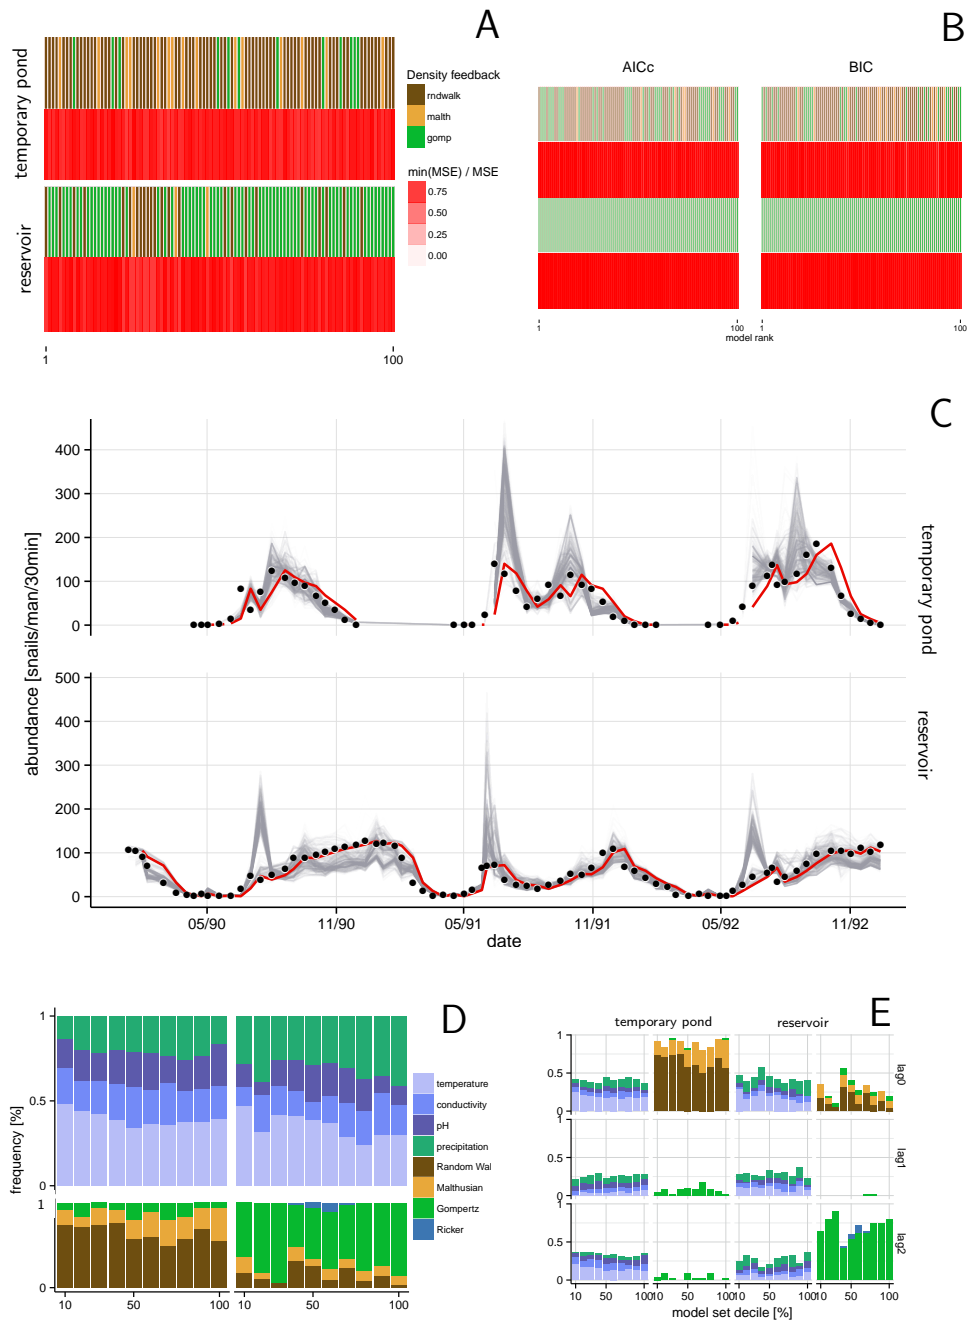 A
temporary pond
reservoir
Density feedback
rndwalk
malth
gomp
min(MSE) / MSE
0.75
0.50
0.25
0.00
1
100
B
AICc
BIC
1
100
1
100
model rank
C
abundance [snails/man/30min]
400
300
200
100
0
temporary pond
500
400
300
200
100
0
reservoir
05/90
11/90
05/91
11/91
05/92
11/92
date
D
frequency [%]
1
0.5
0
1
0
10
50
100
10
50
100
temperature
conductivity
pH
precipitation
Random Wal
Malthusian
Gompertz
Ricker
E
temporary pond
reservoir
1
0.5
0
lag0
1
0.5
0
lag1
1
0.5
0
lag2
10
50
100
10
50
100
10
50
100
10
50
100
model set decile [%]